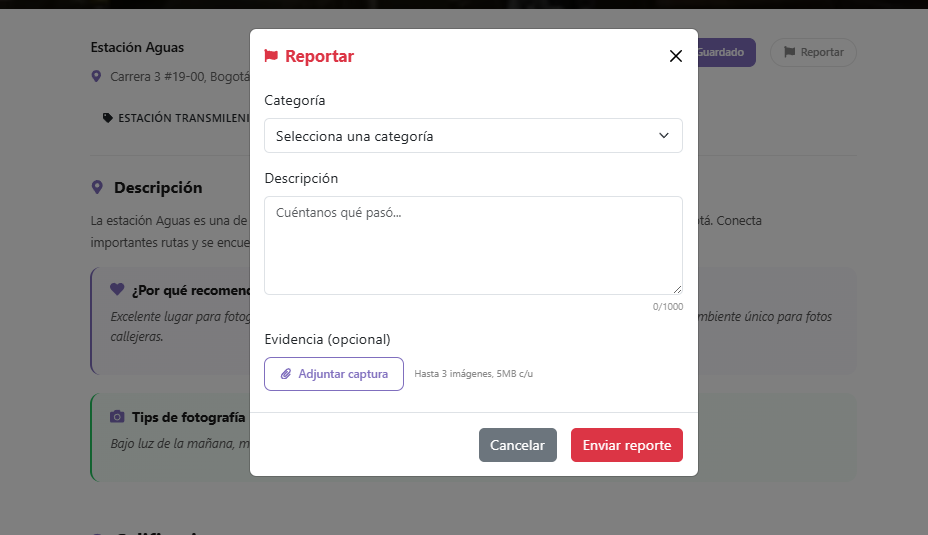 Estación Aguas
Guardado
Reportar
Carrera 3 #19-00, Bogotá
ESTACIÓN TRANSMILENI
Descripción
La estación Aguas es una de
tá. Conecta
importantes rutas y se encue
¿Por qué recomend
Excelente lugar para fotog
mbiente único para fotos
callejeras.
Tips de fotografía
Bajo luz de la mañana, m
Reportar
Categoría
Selecciona una categoría
Descripción
Cuéntanos qué pasó...
0/1000
Evidencia (opcional)
Adjuntar captura
Hasta 3 imágenes, 5MB c/u
Cancelar
Enviar reporte